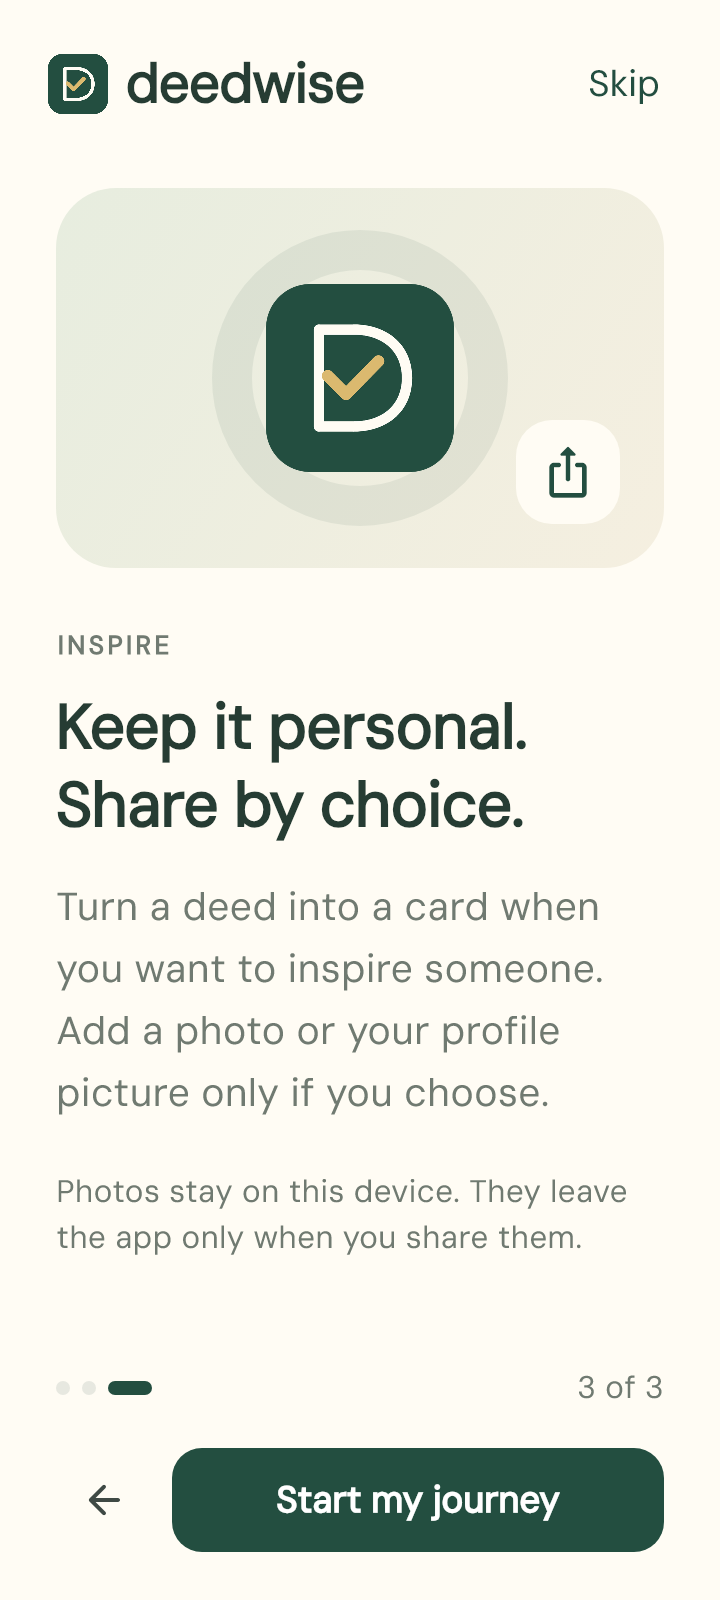 deedwise
Skip
INSPIRE
Keep it personal.
Share by choice.
Turn a deed into a card when
you want to inspire someone.
Add a photo or your profile
picture only if you choose.
Photos stay on this device. They leave
the app only when you share them.
3 of 3
Start my journey